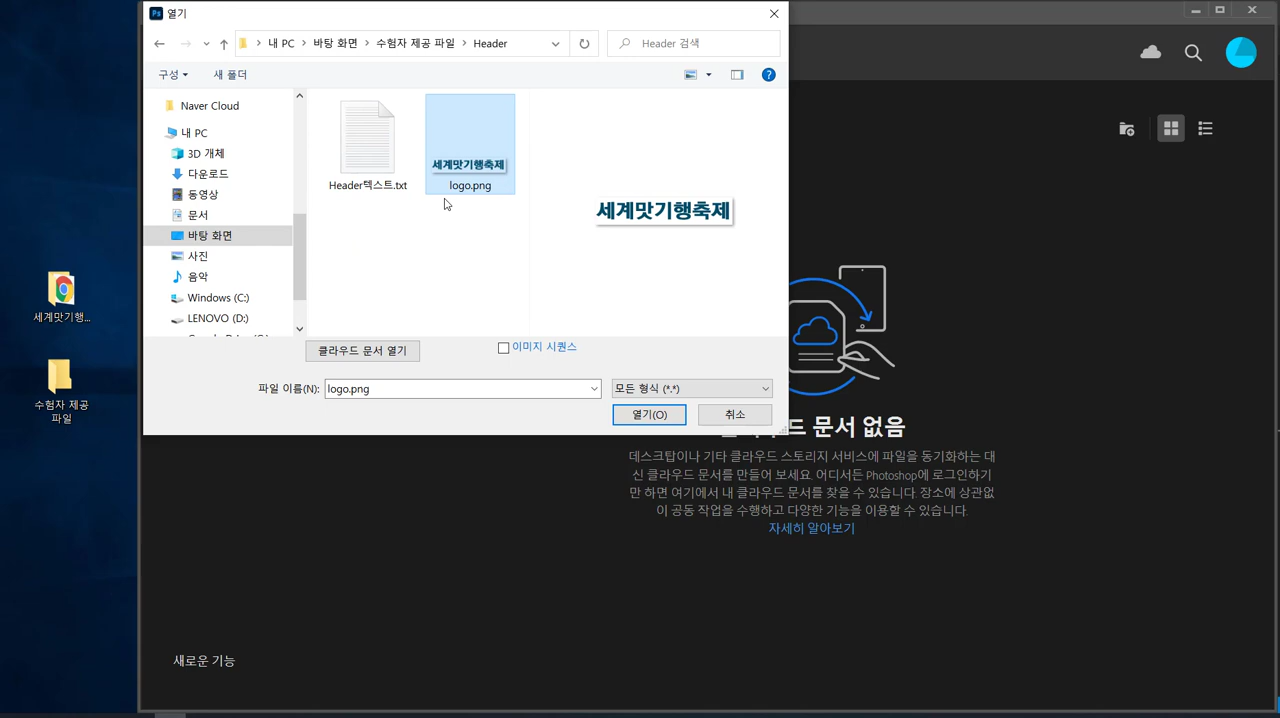 Ps 열기
내 PC > 바탕 화면 > 수험자 제공 파일 > Header
Header 검색
구성
새 폴더
Naver Cloud
내 PC
3D 개체
다운로드
동영상
문서
바탕 화면
사진
음악
Windows (C:)
LENOVO (D:)
Header텍스트.txt
세계맛기행축제
logo.png
세계맛기행축제
클라우드 문서 열기
이미지 시퀀스
파일 이름(N):
logo.png
모든 형식 (*.*)
열기(O)
취소
세계맛기행...
수험자 제공
파일
드 문서 없음
데스크탑이나 기타 클라우드 스토리지 서비스에 파일을 동기화하는 대
신 클라우드 문서를 만들어 보세요. 어디서든 Photoshop에 로그인하기
만 하면 여기에서 내 클라우드 문서를 찾을 수 있습니다. 장소에 상관없
이 공동 작업을 수행하고 다양한 기능을 이용할 수 있습니다.
자세히 알아보기
새로운 기능